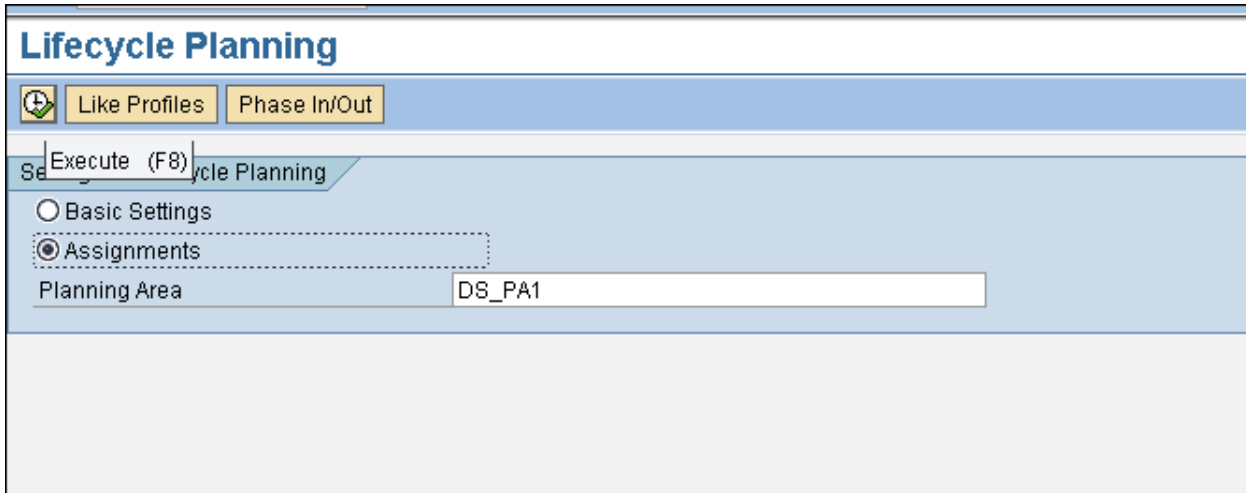 Lifecycle Planning
Like Profiles Phase In/Out
Execute (F8)
Se ycle Planning
Basic Settings
Assignments
Planning Area DS_PA1